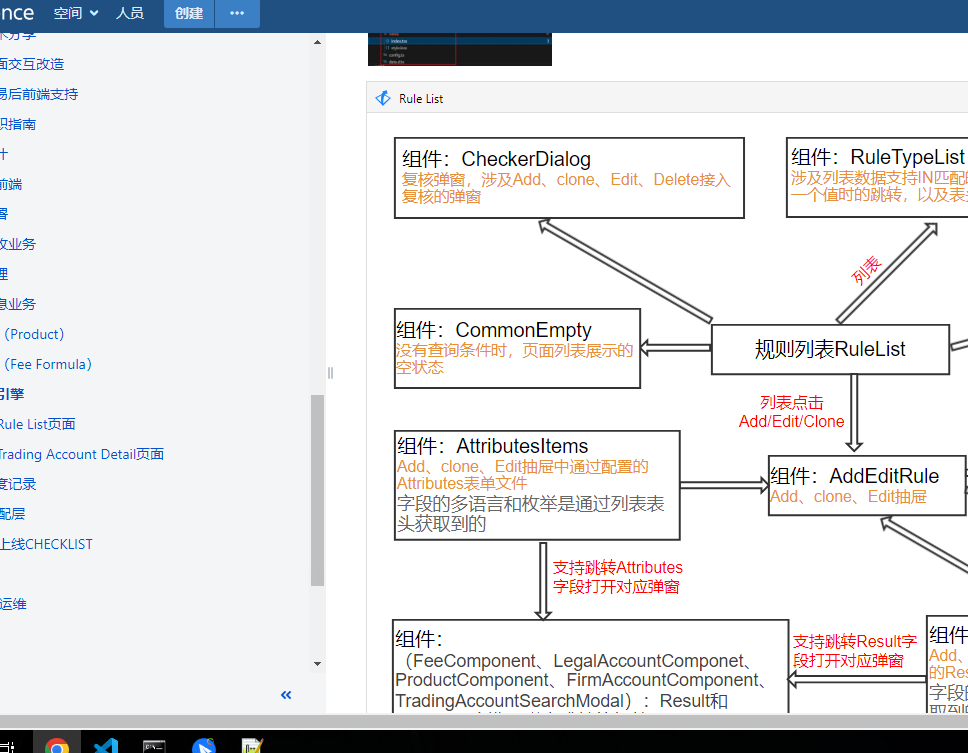 nce 空间 人员 创建 •••
面交互改造
易后前端支持
职指南
计
前端
署
改业务
理
息业务
（Product）
（Fee Formula）
引擎
Rule List页面
Trading Account Detail页面
度记录
配层
上线CHECKLIST
运维
Rule List
组件：CheckerDialog
复核弹窗，涉及Add、clone、Edit、Delete接入
复核的弹窗
组件：RuleTypeList
涉及列表数据支持IN匹配
一个值时的跳转，以及表
列表
组件：CommonEmpty
没有查询条件时，页面列表展示的
空状态
规则列表RuleList
列表点击
Add/Edit/Clone
组件：AttributesItems
Add、clone、Edit抽屉中通过配置的
Attributes表单文件
字段的多语言和枚举是通过列表表
头获取到的
组件：AddEditRule
Add、clone、Edit抽屉
支持跳转Attributes
字段打开对应弹窗
组件：
（FeeComponent、LegalAccountComponet、
ProductComponent、FirmAccountComponent、
TradingAccountSearchModal）：Result和
支持跳转Result字
段打开对应弹窗
组件
Add、
的Res
字段